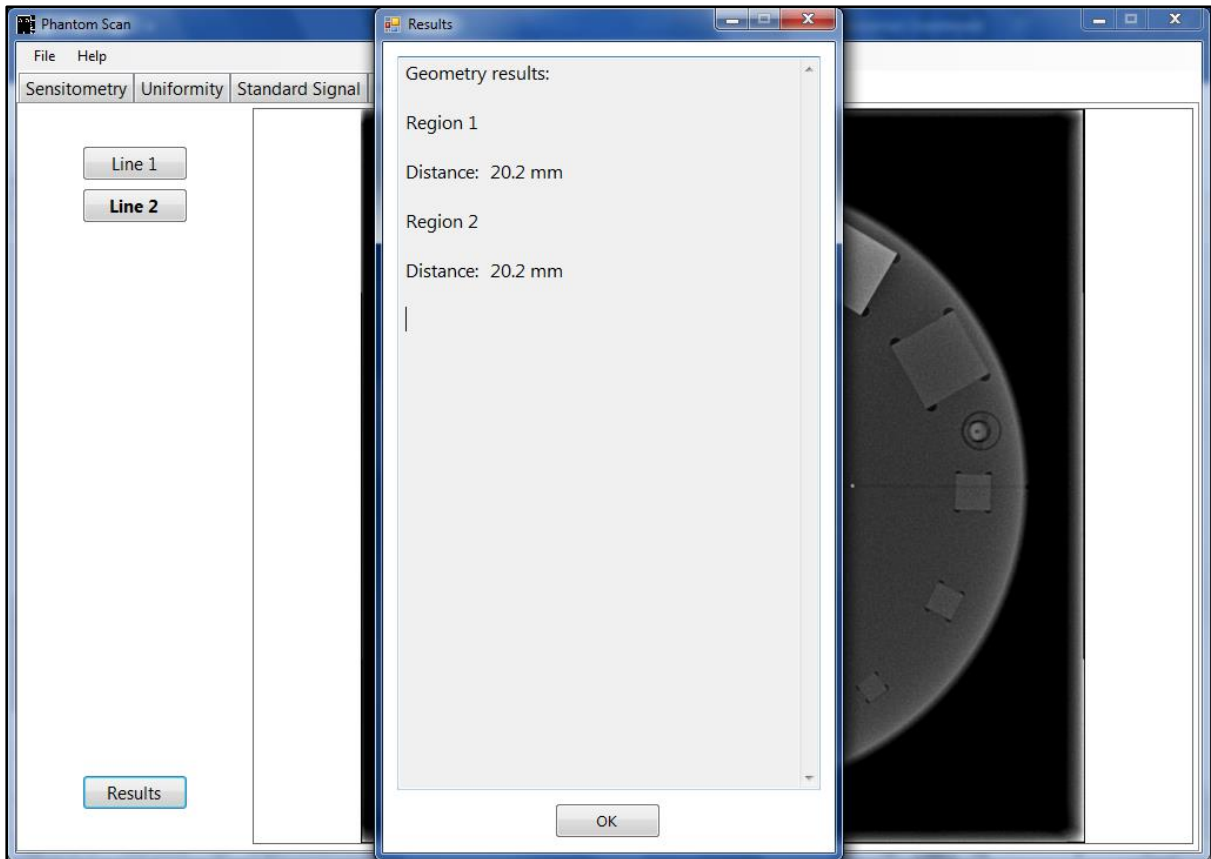 Phantom Scan
File Help
Sensitometry Uniformity Standard Signal
Line 1
Line 2
Results
Results
Geometry results:
Region 1
Distance: 20.2 mm
Region 2
Distance: 20.2 mm
OK